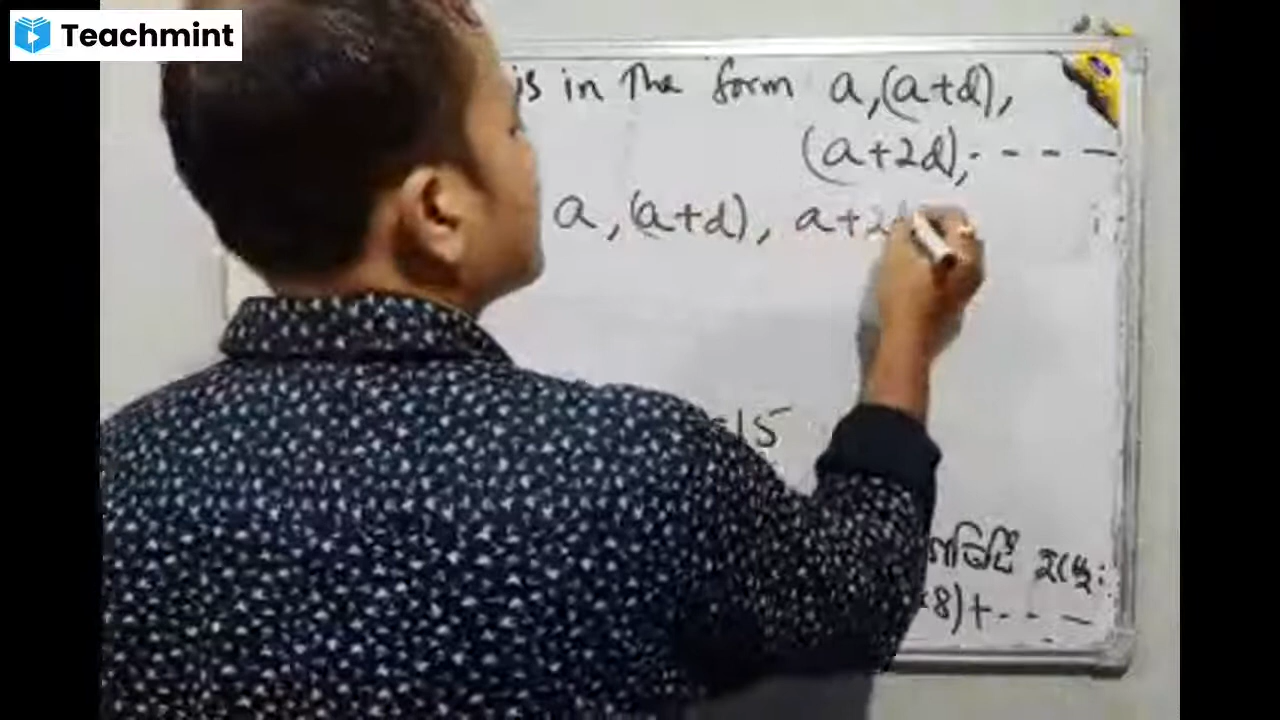 Teachmint
is in the form a,(a+d),
(a+2d),----
a,(a+d), a+2d
15
8)+---